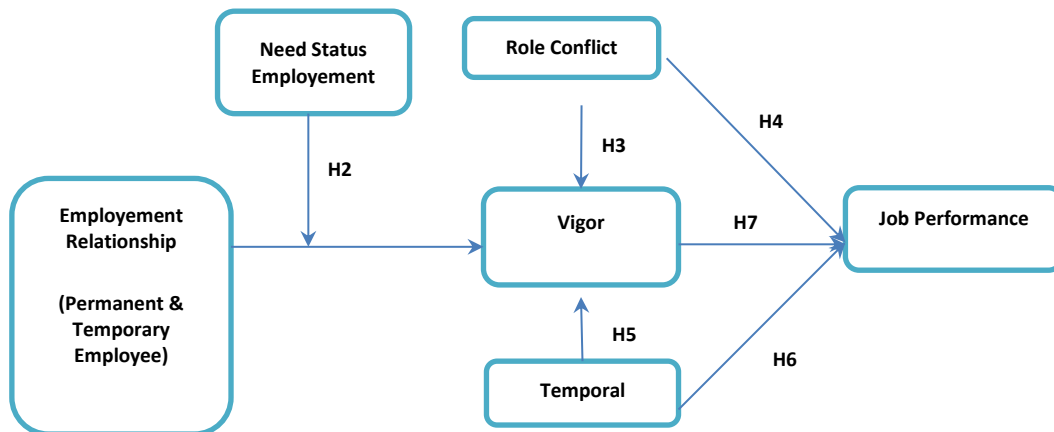 Need Status
Employement
Role Conflict
H4
H3
H2
Employement
Relationship
(Permanent &
Temporary
Employee)
Vigor
H7
Job Performance
H5
H6
Temporal